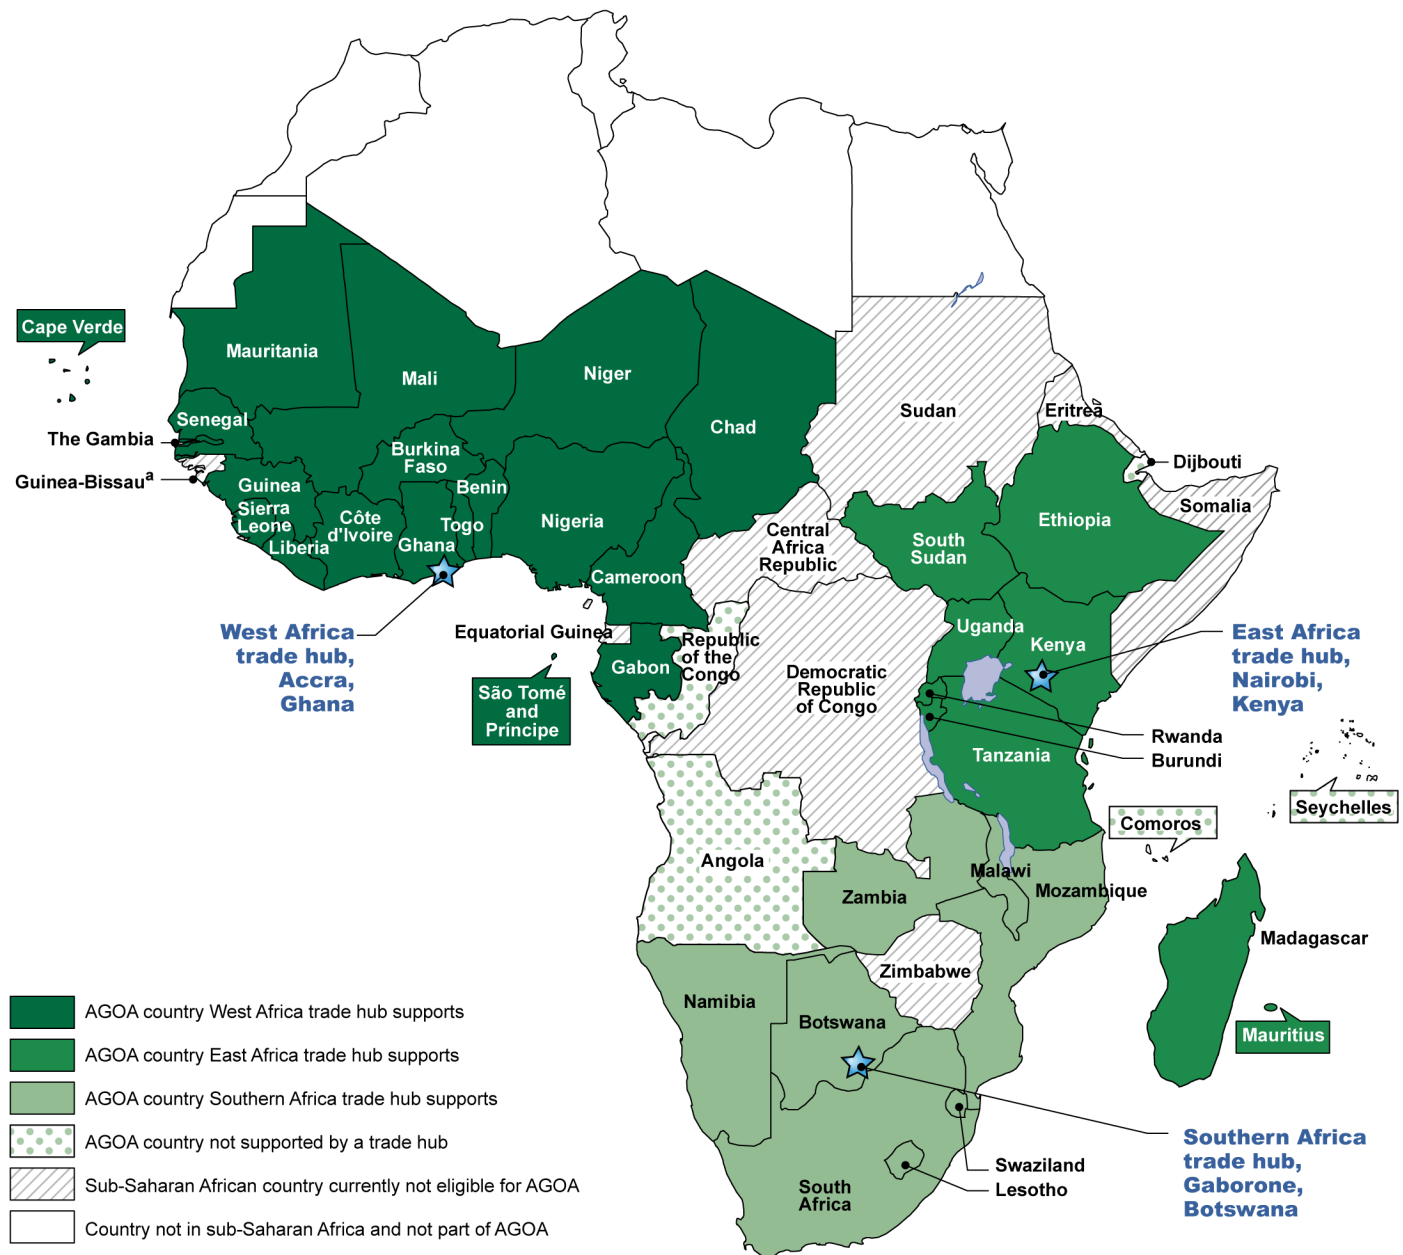 Cape Verde
Mauritania
Mali
Niger
Chad
Sudan
Eritrea
Senegal
The Gambia
Burkina
Faso
Djibouti
Guinea-Bissauª
Guinea
Benin
Somalia
Sierra
Leone
Côte
d'Ivoire
Togo
Nigeria
Ethiopia
Liberia
Ghana
Central
Africa
Republic
South
Sudan
Cameroon
West Africa
trade hub,
Accra,
Ghana
Equatorial Guinea
Republic
of the
Congo
Uganda
Kenya
East Africa
trade hub,
Nairobi,
Kenya
Gabon
Democratic
Republic
of Congo
São Tomé
and
Príncipe
Rwanda
Burundi
Tanzania
Seychelles
Comoros
Angola
Malawi
Mozambique
Zambia
Madagascar
Zimbabwe
Namibia
Botswana
Mauritius
Southern Africa
trade hub,
Gaborone,
Botswana
Swaziland
Lesotho
South
Africa
AGOA country West Africa trade hub supports
AGOA country East Africa trade hub supports
AGOA country Southern Africa trade hub supports
AGOA country not supported by a trade hub
Sub-Saharan African country currently not eligible for AGOA
Country not in sub-Saharan Africa and not part of AGOA